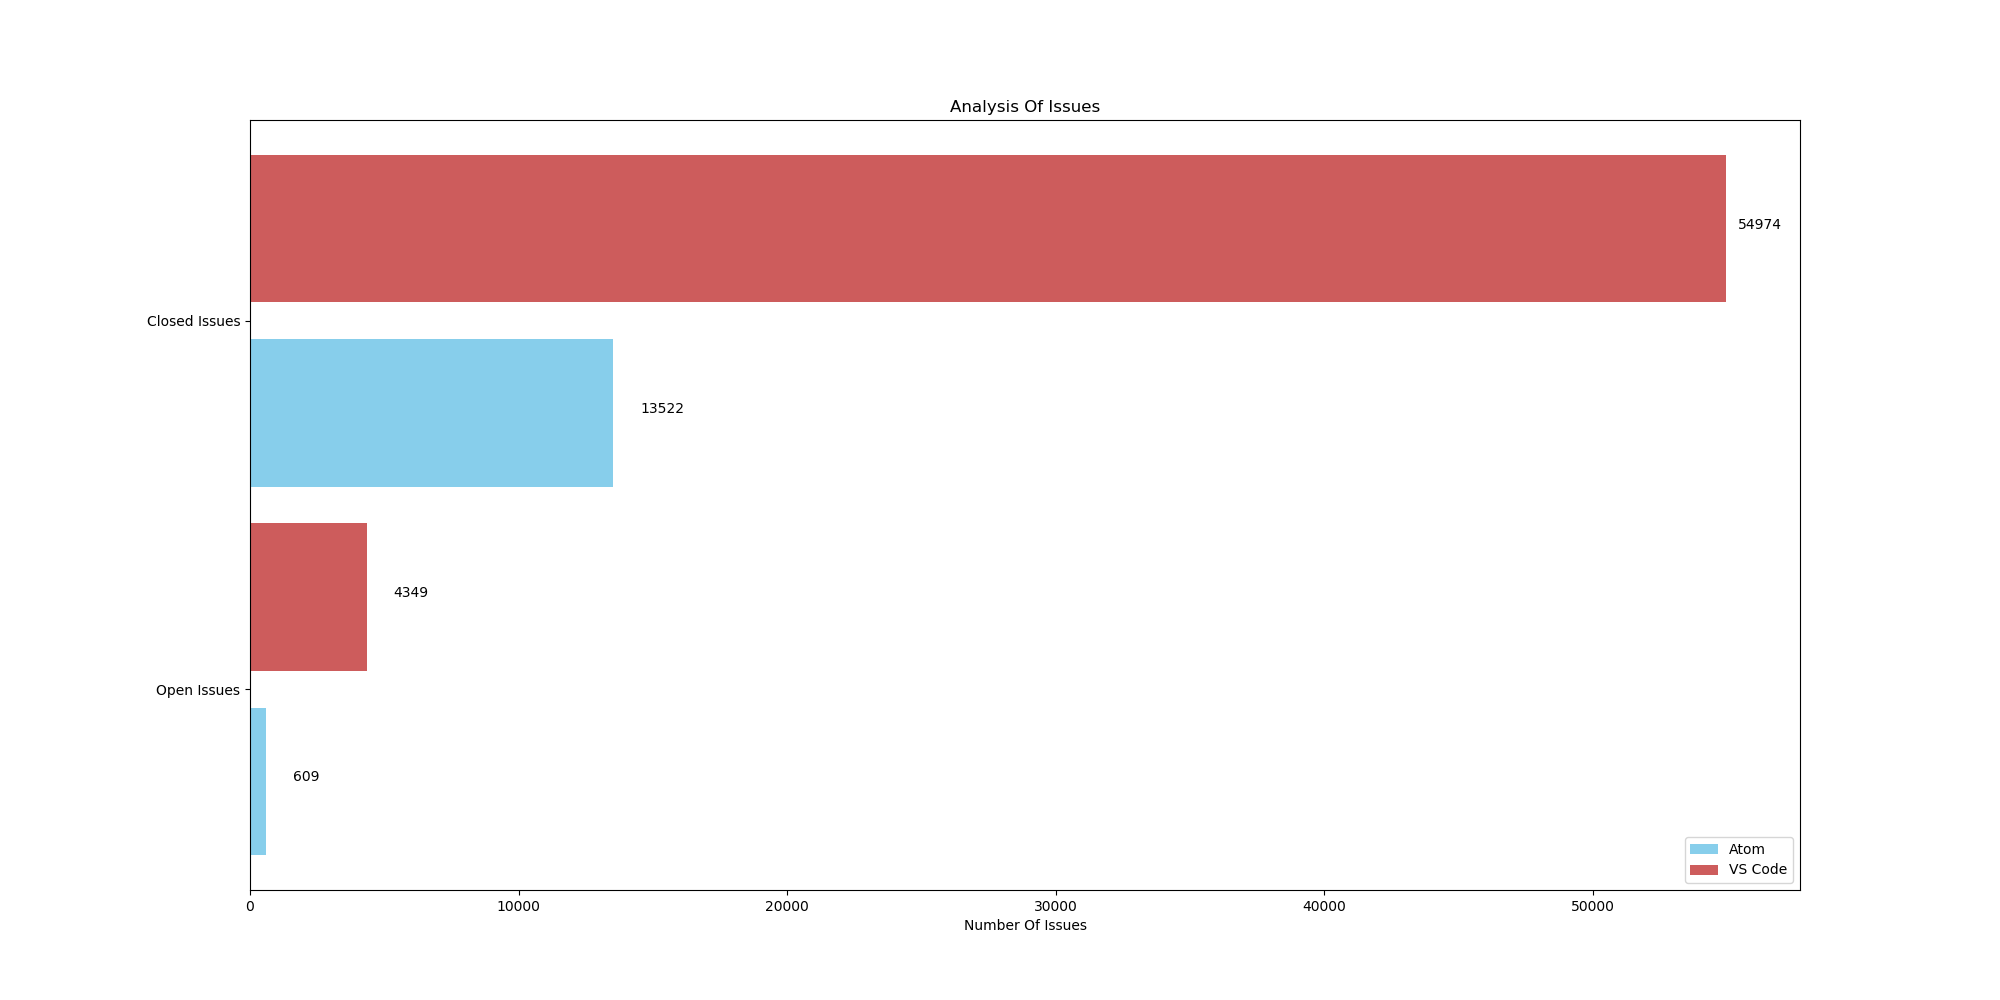 Analysis Of Issues
54974
Closed Issues
13522
4349
Open Issues
609
Atom
VS Code
0 10000 20000 30000 40000 50000
Number Of Issues